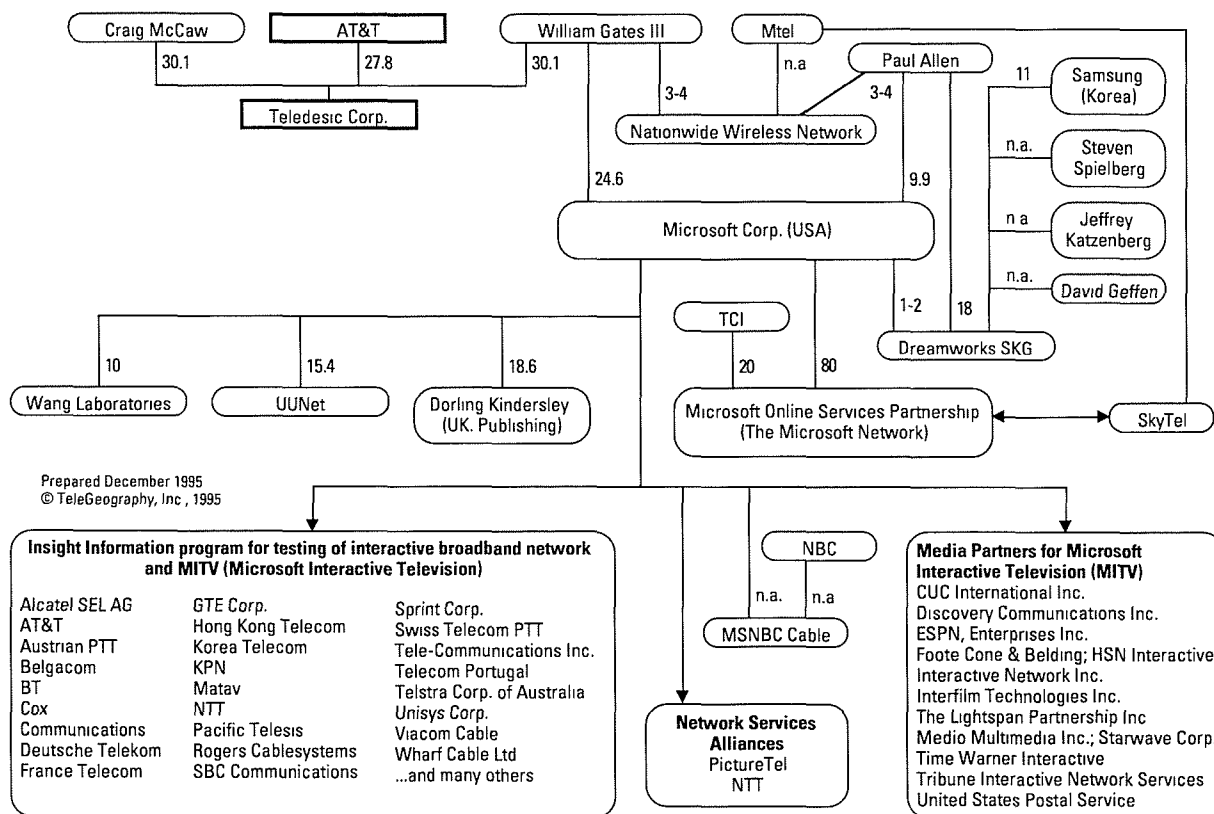 Craig McCaw
AT&T
William Gates III
Mtel
Paul Allen
30.1
27.8
30.1
3-4
n.a
3-4
11
Samsung
(Korea)
Teledesic Corp.
Nationwide Wireless Network
n.a.
Steven
Spielberg
24.6
9.9
Microsoft Corp. (USA)
n a
Jeffrey
Katzenberg
n.a.
David Geffen
TCI
1-2
18
Dreamworks SKG
10
15.4
18.6
20
80
Wang Laboratories
UUNet
Dorling Kindersley
(UK. Publishing)
Microsoft Online Services Partnership
(The Microsoft Network)
SkyTel
Prepared December 1995
© TeleGeography, Inc , 1995
Insight Information program for testing of interactive broadband network
and MITV (Microsoft Interactive Television)
Alcatel SEL AG
AT&T
Austrian PTT
Belgacom
BT
Cox
Communications
Deutsche Telekom
France Telecom
GTE Corp.
Hong Kong Telecom
Korea Telecom
KPN
Matav
NTT
Pacific Telesis
Rogers Cablesystems
SBC Communications
Sprint Corp.
Swiss Telecom PTT
Tele-Communications Inc.
Telecom Portugal
Telstra Corp. of Australia
Unisys Corp.
Viacom Cable
Wharf Cable Ltd
...and many others
NBC
n.a.
n.a
MSNBC Cable
Network Services
Alliances
PictureTel
NTT
Media Partners for Microsoft
Interactive Television (MITV)
CUC International Inc.
Discovery Communications Inc.
ESPN, Enterprises Inc.
Foote Cone & Belding; HSN Interactive
Interactive Network Inc.
Interfilm Technologies Inc.
The Lightspan Partnership Inc
Medio Multimedia Inc.; Starwave Corp
Time Warner Interactive
Tribune Interactive Network Services
United States Postal Service